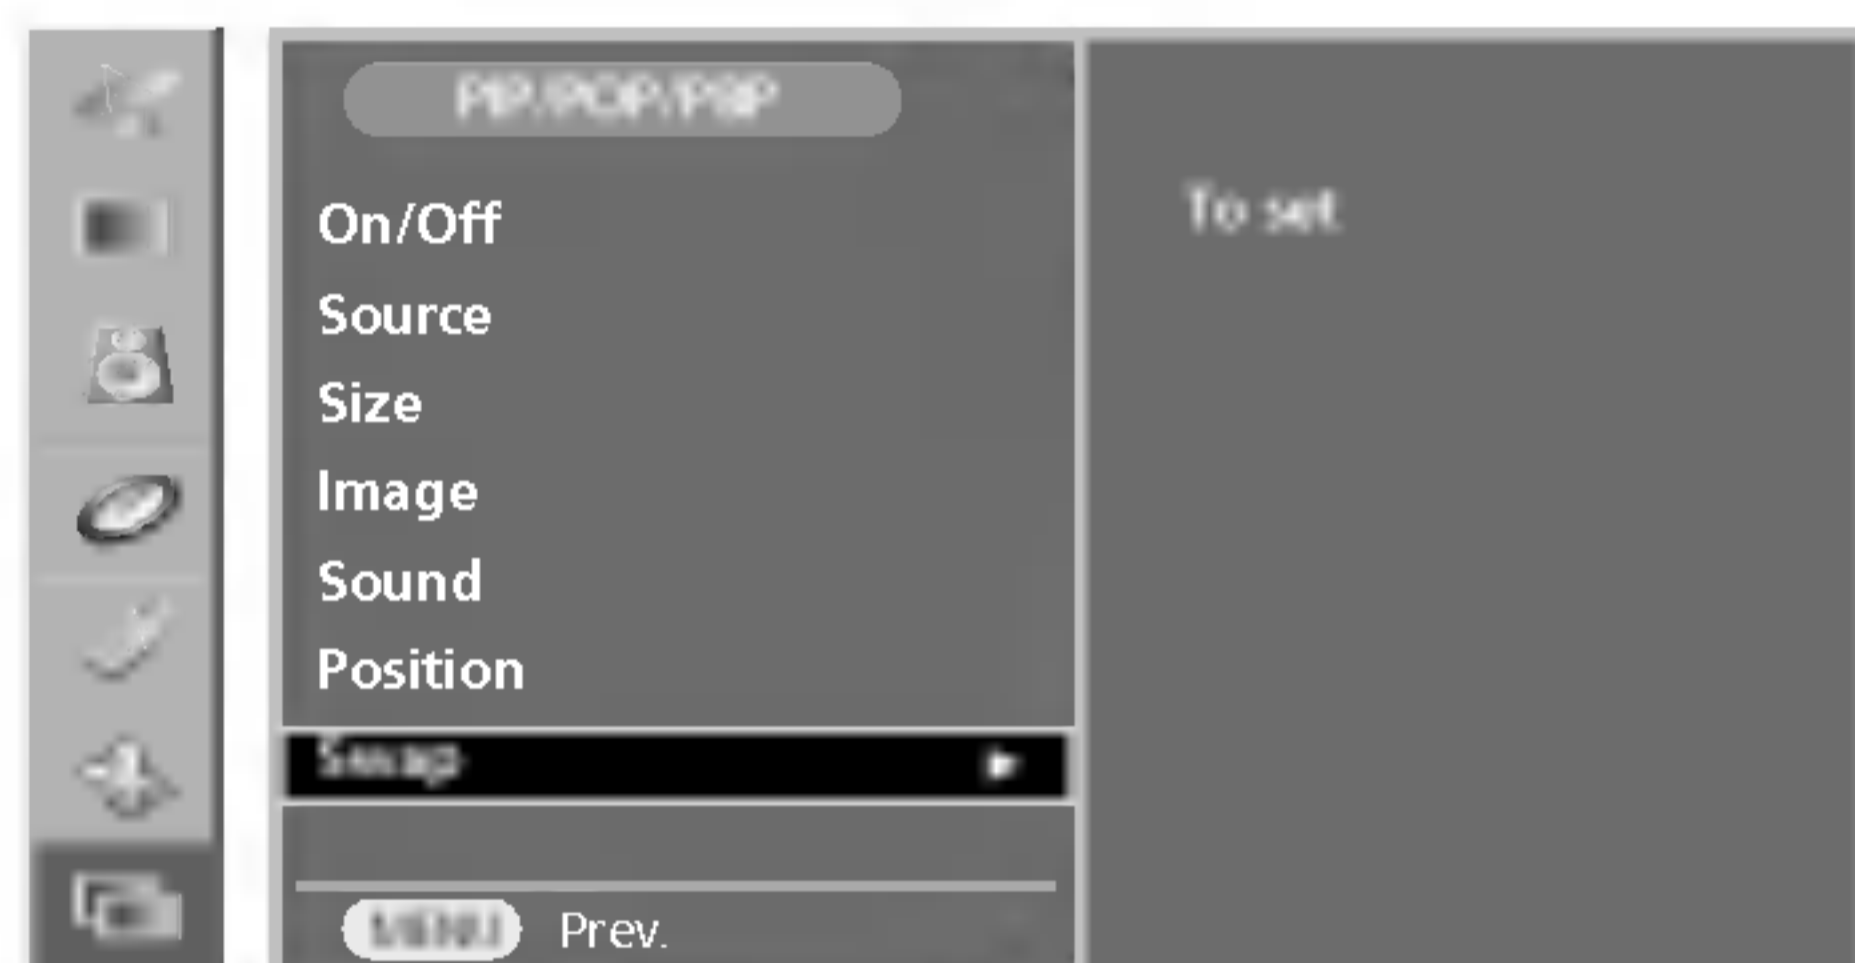 PIP/POP/PBP
On/Off
To set
Source
Size
Image
Sound
Position
Swap
MENU Prev.